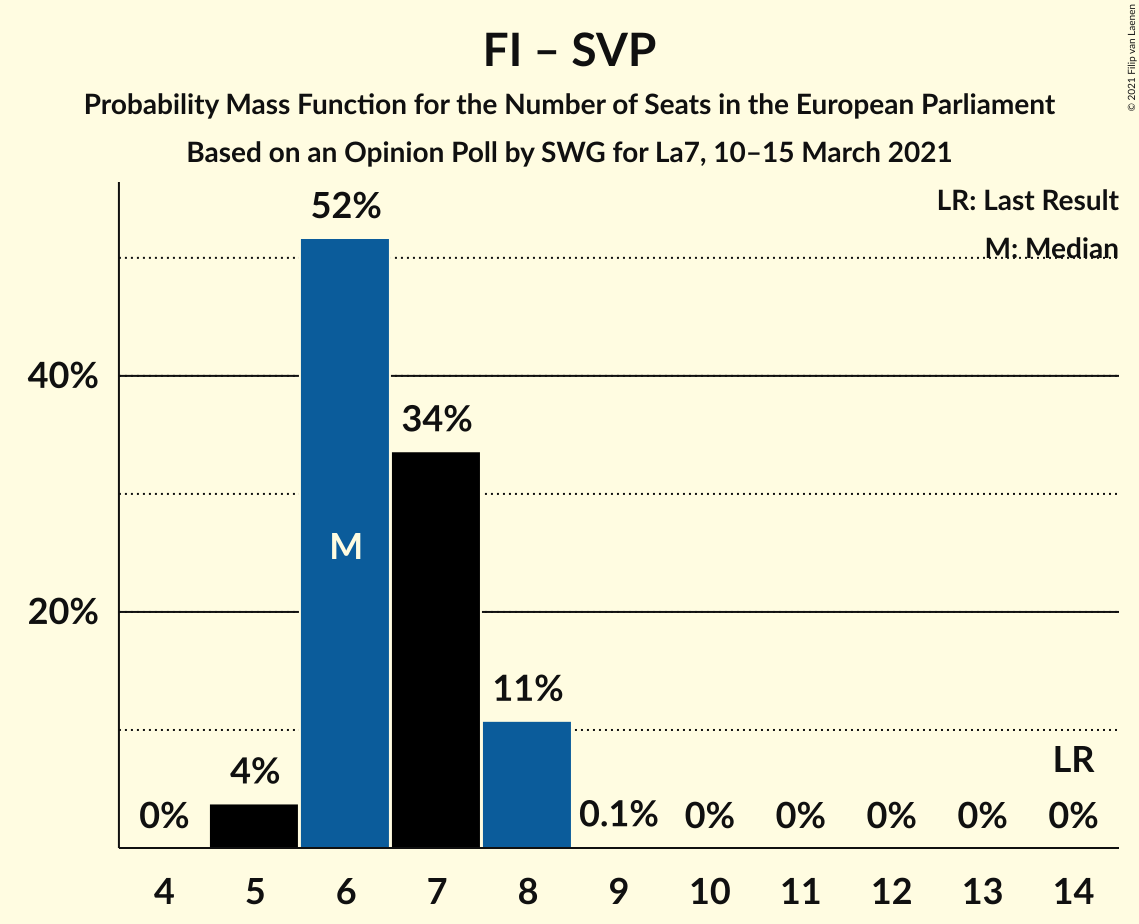 FI – SVP
Probability Mass Function for the Number of Seats in the European Parliament
Based on an Opinion Poll by SWG for La7, 10–15 March 2021
© 2021 Filip van Laenen
LR: Last Result
M: Median
52%
40%
34%
M
20%
11%
LR
4%
0%
0.1%
0%
0%
0%
0%
0%
4 5 6 7 8 9 10 11 12 13 14